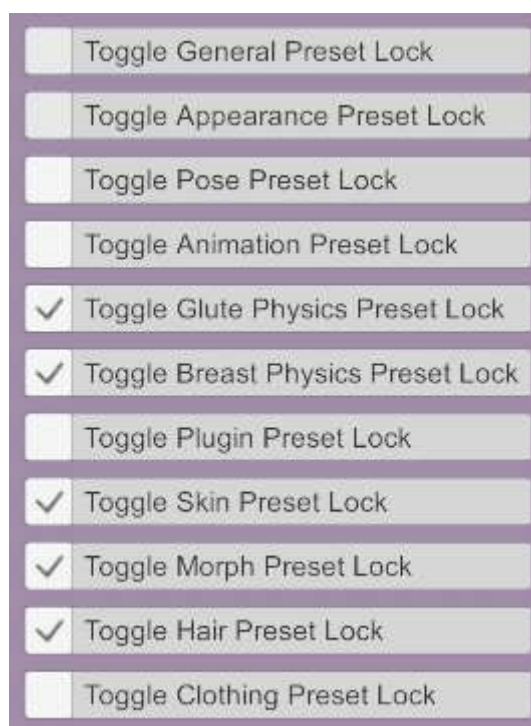 Toggle General Preset Lock
Toggle Appearance Preset Lock
Toggle Pose Preset Lock
Toggle Animation Preset Lock
Toggle Glute Physics Preset Lock
Toggle Breast Physics Preset Lock
Toggle Plugin Preset Lock
Toggle Skin Preset Lock
Toggle Morph Preset Lock
Toggle Hair Preset Lock
Toggle Clothing Preset Lock